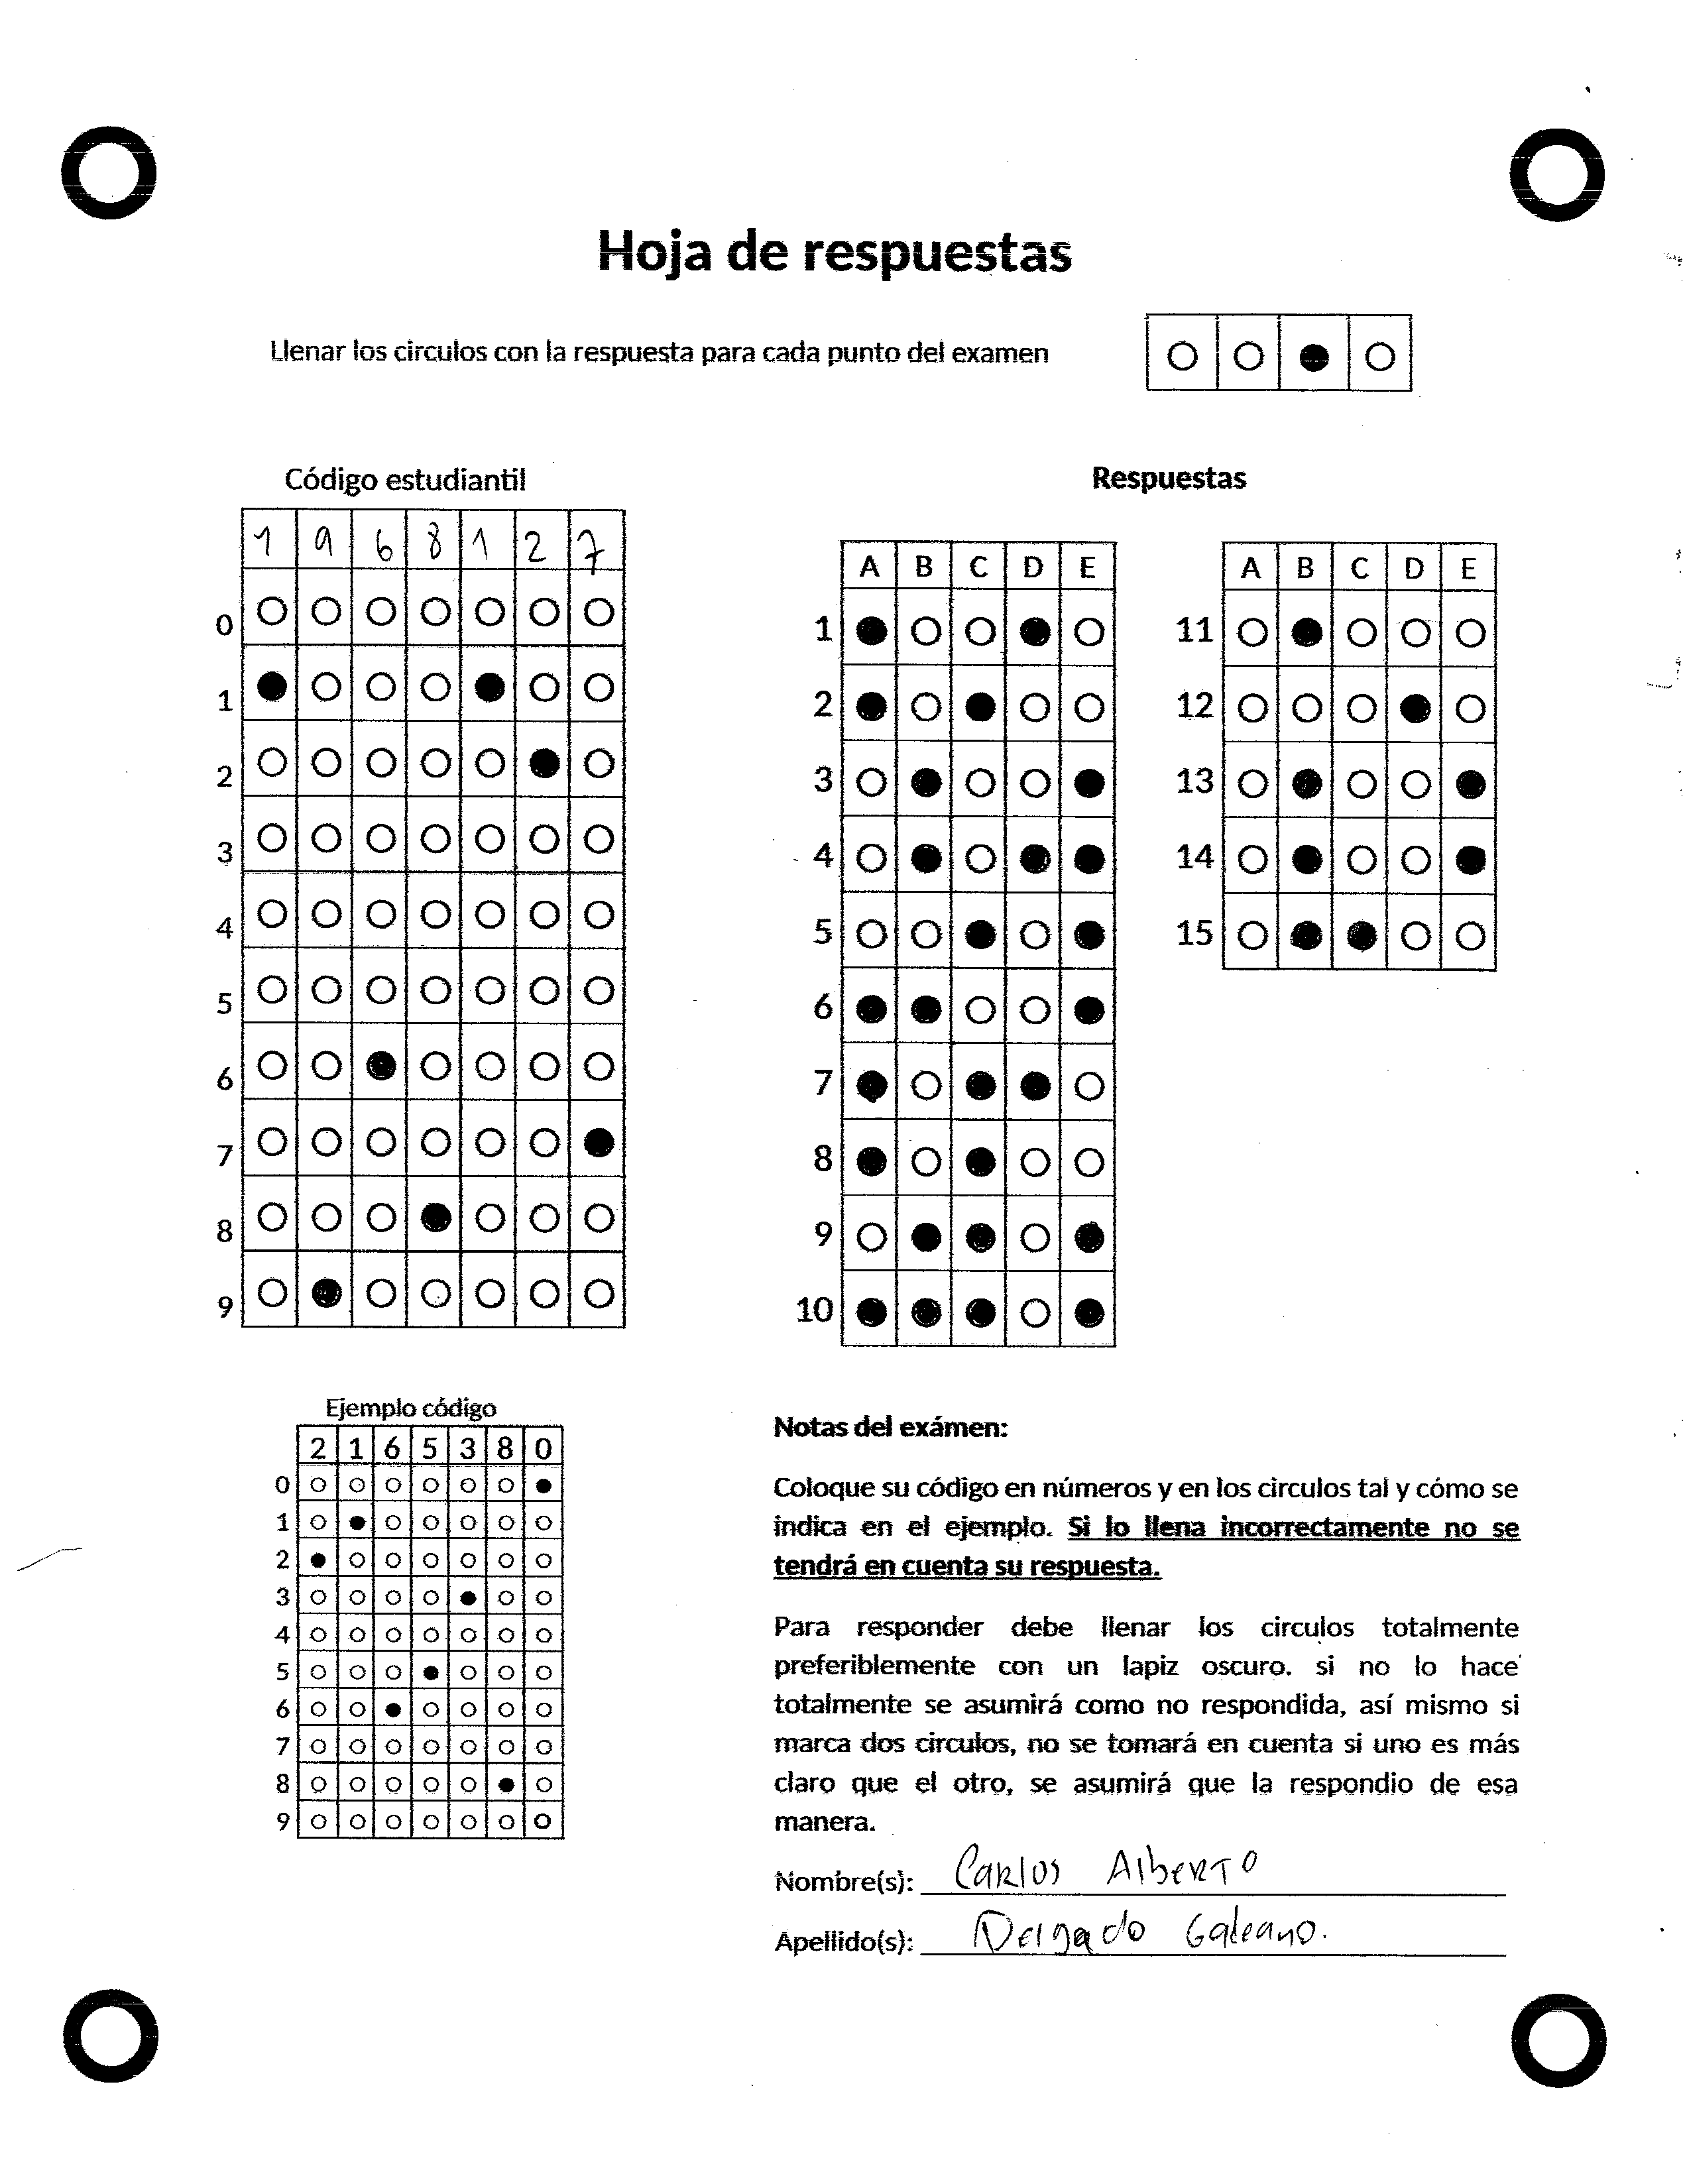 Hoja de respuestas
Llenar los circulos con la respuesta para cada punto del examen
Código estudiantil
1 9 6 8 1 2 7
0
1
2
3
4
5
6
7
8
9
Respuestas
A B C D E
1
2
3
4
5
6
7
8
9
10
A B C D E
11
12
13
14
15
Ejemplo código
2 1 6 5 3 8 0
0
1
2
3
4
5
6
7
8
9
Notas del exámen:
Coloque su código en números y en los circulos tal y cómo se
indica en el ejemplo. Si lo llena incorrectamente no se
tendrá en cuenta su respuesta.
Para responder debe llenar los circulos totalmente
preferiblemente con un lapiz oscuro. si no lo hace
totalmente se asumirá como no respondida, así mismo si
marca dos circulos, no se tomará en cuenta si uno es más
claro que el otro, se asumirá que la respondio de esa
manera.
Nombre(s): Carlos Alberto
Apellido(s): Delgado Galeano.